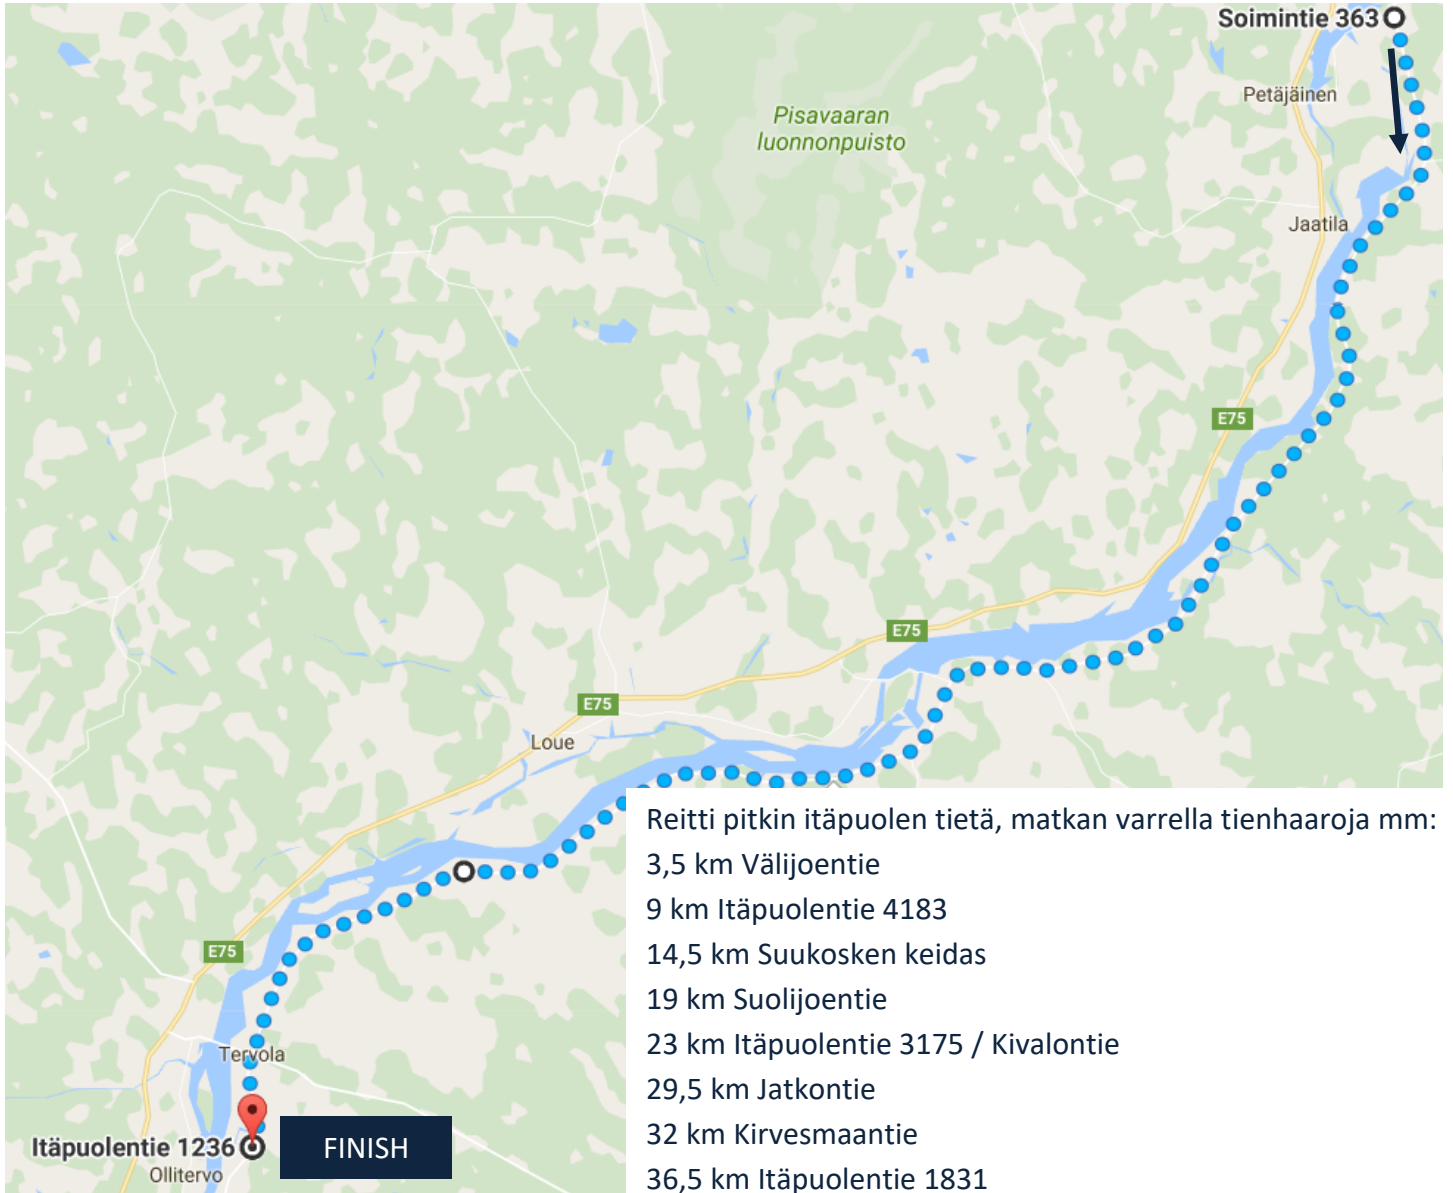 Soimintie 363
Petäjäinen
Pisavaaran
luonnonpuisto
Jaatila
E75
E75
E75
Loue
Reitti pitkin itäpuolen tietä, matkan varrella tienhaaroja mm:
3,5 km Välijoentie
9 km Itäpuolentie 4183
14,5 km Suukosken keidas
19 km Suolijoentie
23 km Itäpuolentie 3175 / Kivalontie
29,5 km Jatkontie
32 km Kirvesmaantie
36,5 km Itäpuolentie 1831
E75
Tervola
Itäpuolentie 1236
FINISH
Ollitervo